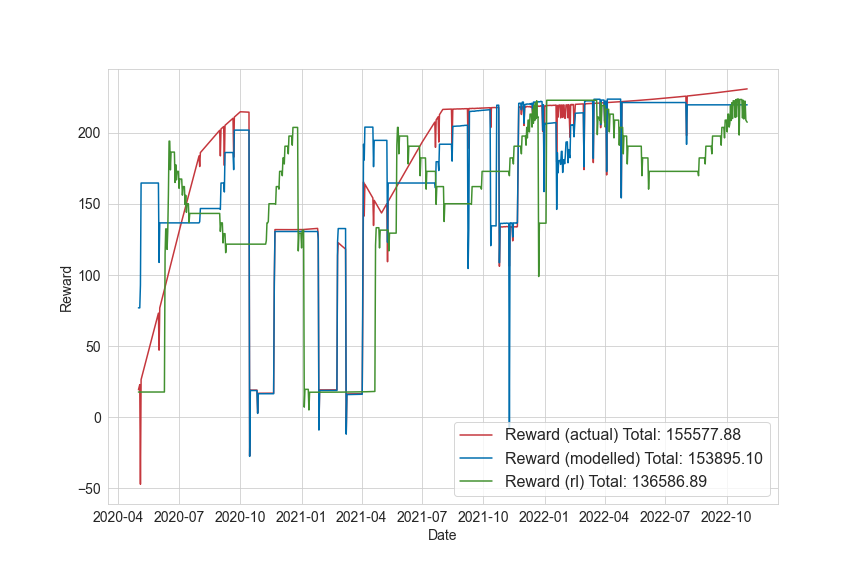 200
150
100
50
0
−50
Reward
Reward (actual) Total: 155577.88
Reward (modelled) Total: 153895.10
Reward (rl) Total: 136586.89
2020-04 2020-07 2020-10 2021-01 2021-04 2021-07 2021-10 2022-01 2022-04 2022-07 2022-10
Date